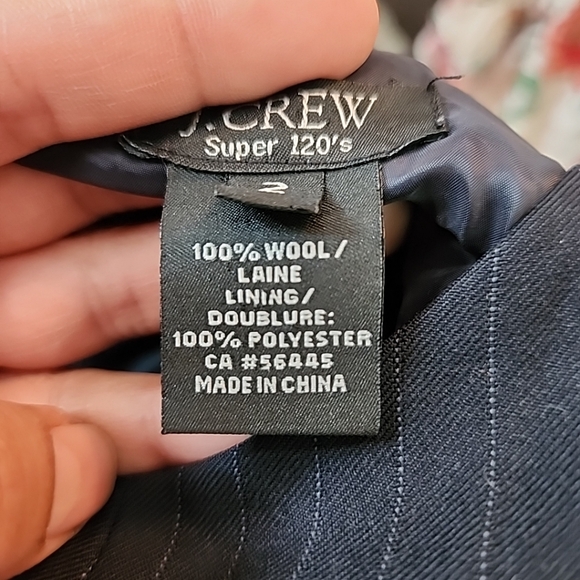 J.CREW
Super 120's
2
100% WOOL/
LAINE
LINING/
DOUBLURE:
100% POLYESTER
CA #56445
MADE IN CHINA